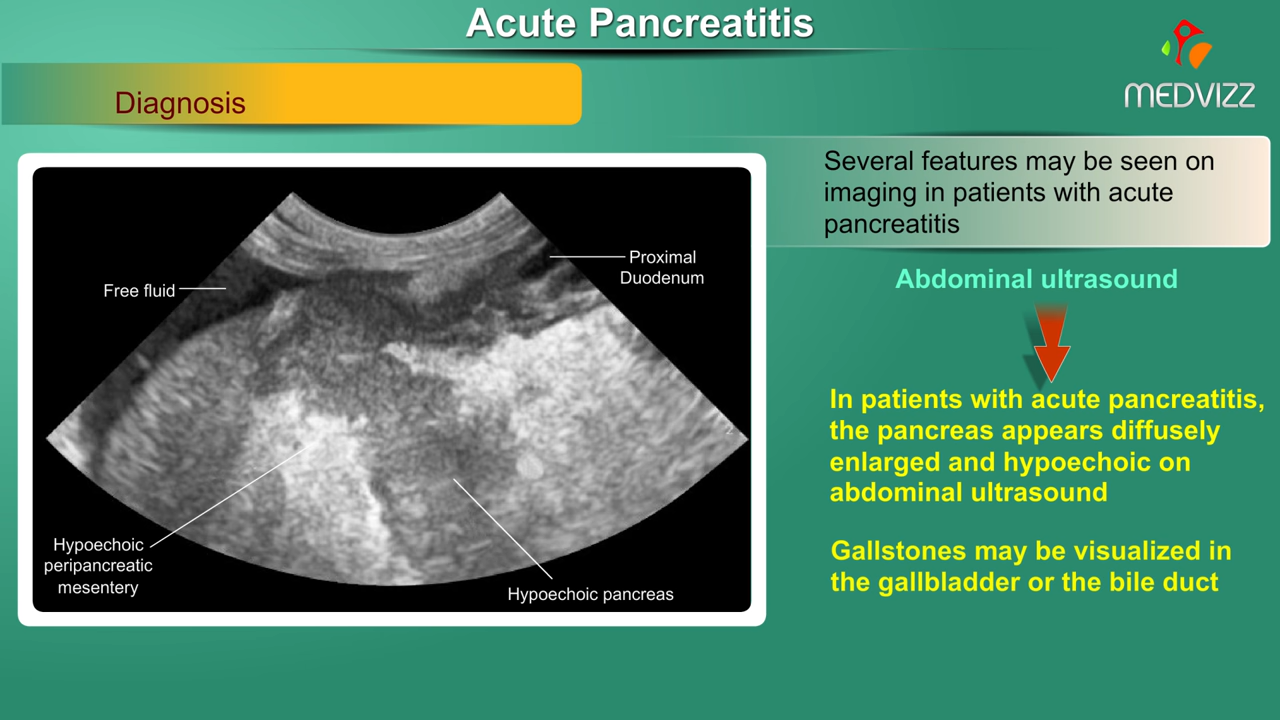 Acute Pancreatitis
MEDVIZZ
Diagnosis
Several features may be seen on
imaging in patients with acute
pancreatitis
Free fluid
Proximal
Duodenum
Hypoechoic
peripancreatic
mesentery
Hypoechoic pancreas
Abdominal ultrasound
In patients with acute pancreatitis,
the pancreas appears diffusely
enlarged and hypoechoic on
abdominal ultrasound
Gallstones may be visualized in
the gallbladder or the bile duct